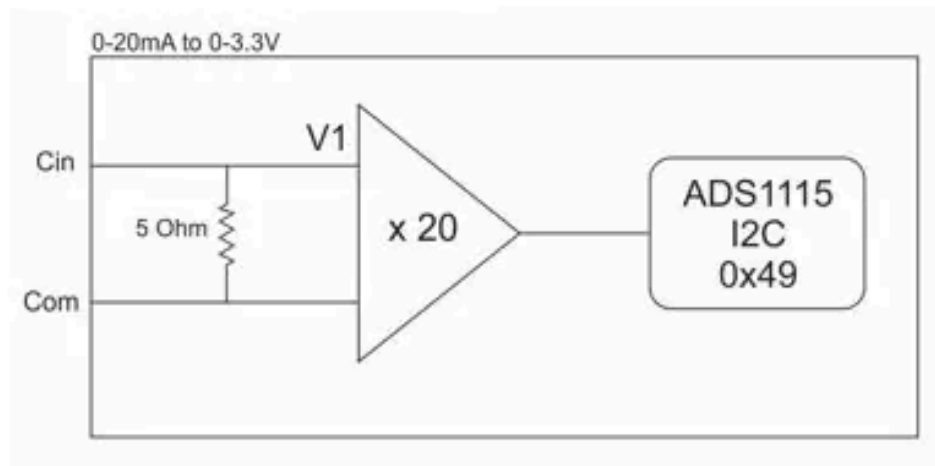 0-20mA to 0-3.3V
V1
Cin
5 Ohm
x 20
Com
ADS1115
I2C
0x49